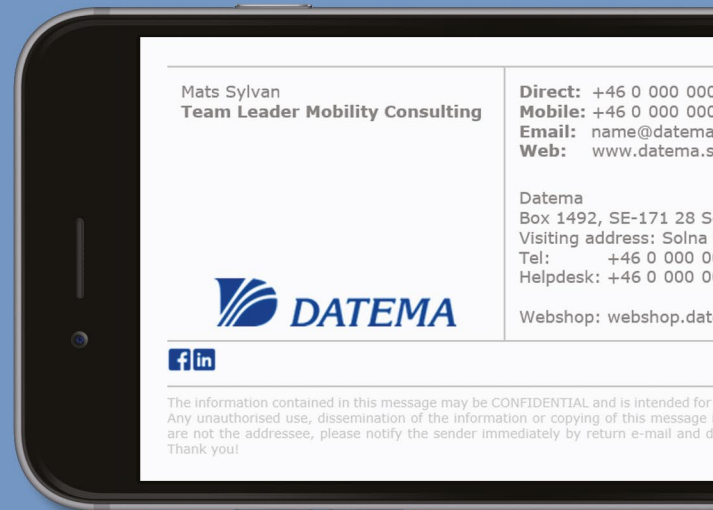 Mats Sylvan
Team Leader Mobility Consulting
DATEMA
f in
Direct: +46 0 000 000
Mobile: +46 0 000 000
Email: name@datema
Web: www.datema.s
Datema
Box 1492, SE-171 28 S
Visiting address: Solna
Tel: +46 0 000 0
Helpdesk: +46 0 000 0
Webshop: webshop.dat
The information contained in this message may be CONFIDENTIAL and is intended for
Any unauthorised use, dissemination of the information or copying of this message
are not the addressee, please notify the sender immediately by return e-mail and d
Thank you!